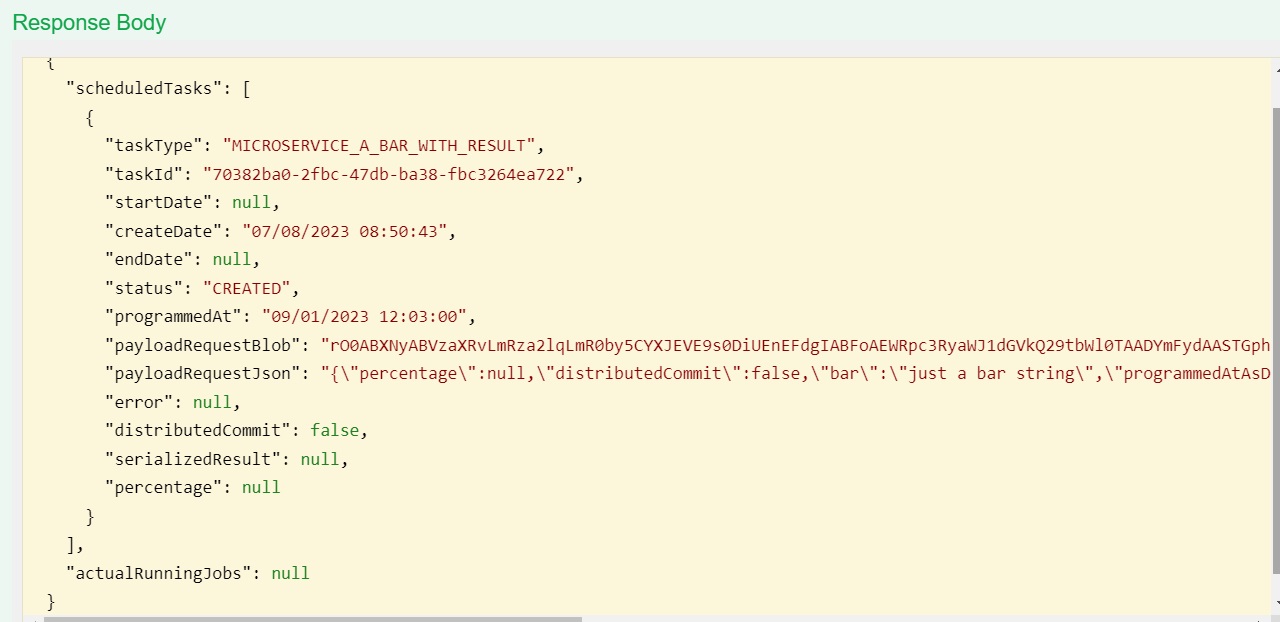 Response Body
{
"scheduledTasks": [
{
"taskType": "MICROSERVICE_A_BAR_WITH_RESULT",
"taskId": "70382ba0-2fbc-47db-ba38-fbc3264ea722",
"startDate": null,
"createDate": "07/08/2023 08:50:43",
"endDate": null,
"status": "CREATED",
"programmedAt": "09/01/2023 12:03:00",
"payloadRequestBlob": "rO0ABXNyABVzaXRvLmRza2lqLmR0by5CYXJEVE9s0DiUEnEFdgIABFoAEWRpc3RyaWJ1dGVkQ29tbWl0TAADYmFydAASTGph
"payloadRequestJson": "{\"percentage\":null,\"distributedCommit\":false,\"bar\":\"just a bar string\",\"programmedAtAsD
"error": null,
"distributedCommit": false,
"serializedResult": null,
"percentage": null
}
],
"actualRunningJobs": null
}